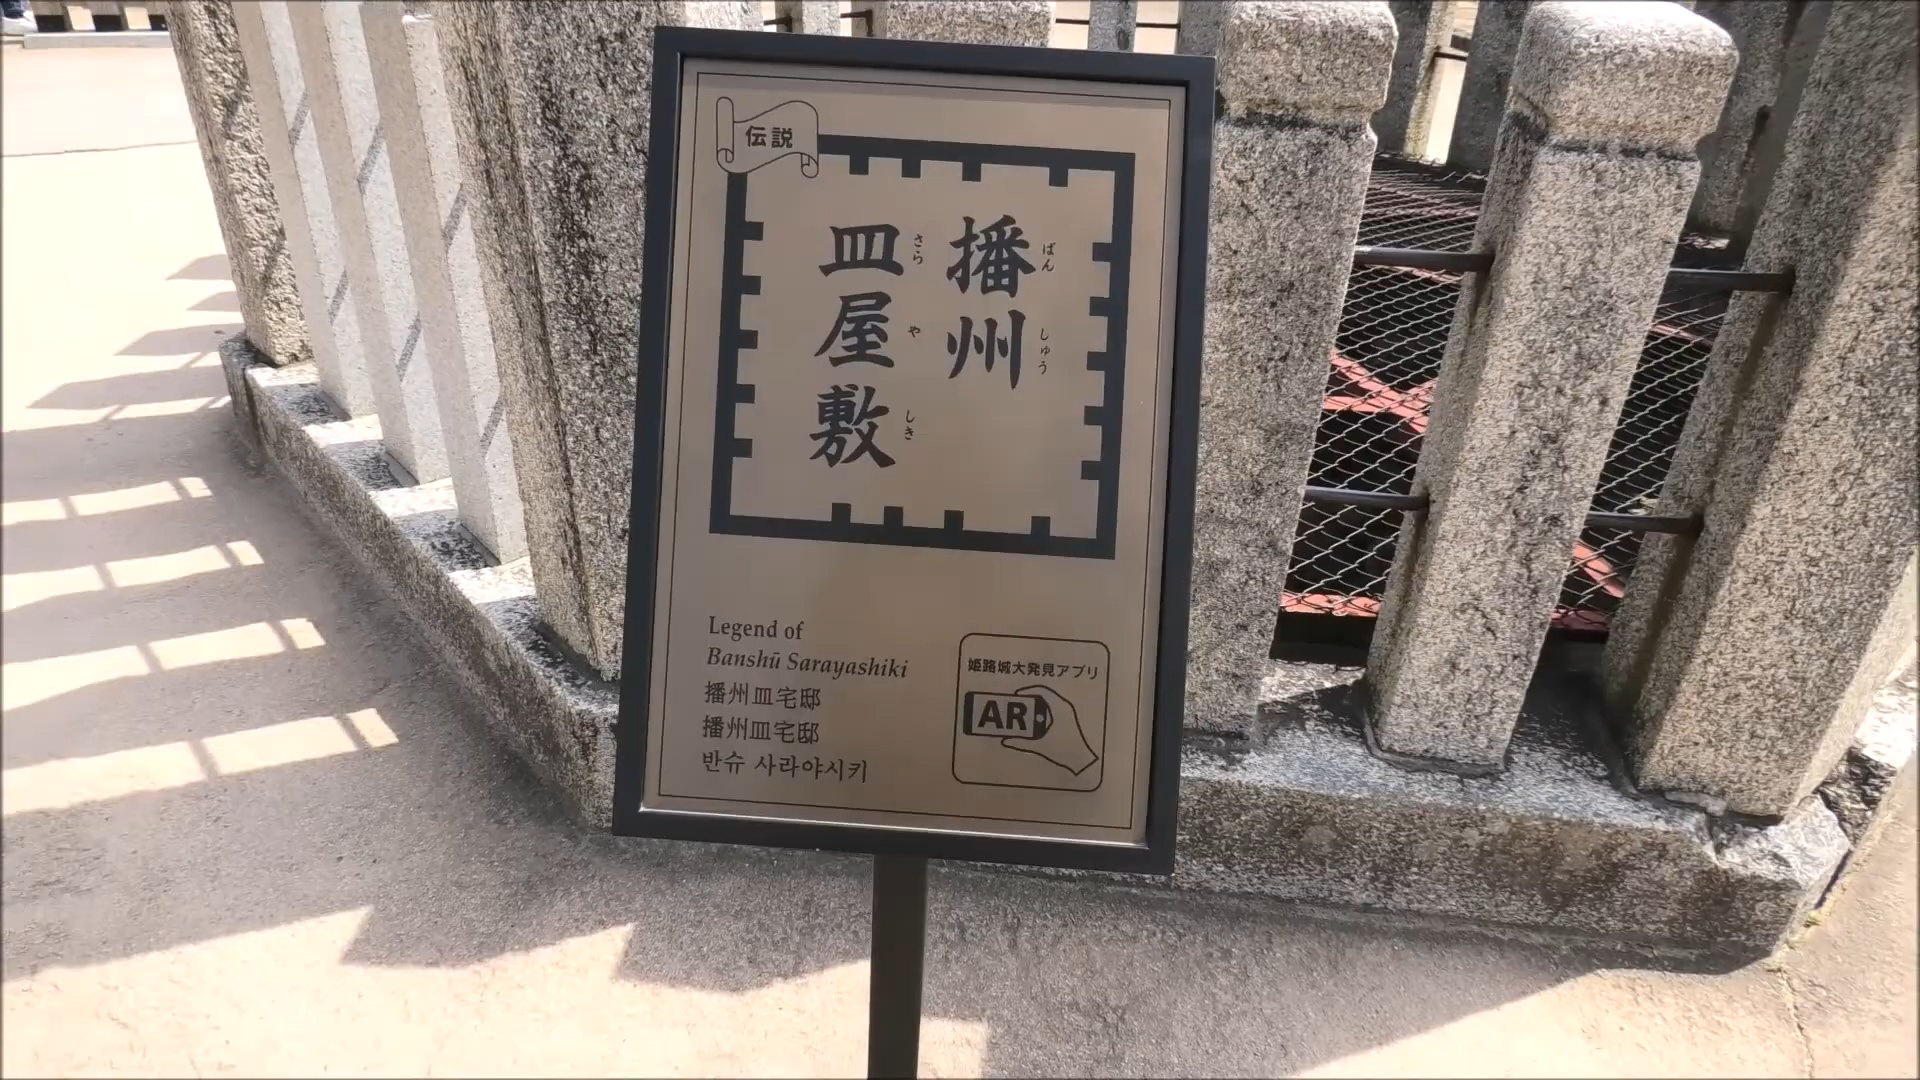 伝説
播州
ばんしゅう
皿屋敷
さらやしき
Legend of
Banshū Sarayashiki
播州皿宅邸
播州皿宅邸
반슈 사라야시키
姫路城大発見アプリ
AR